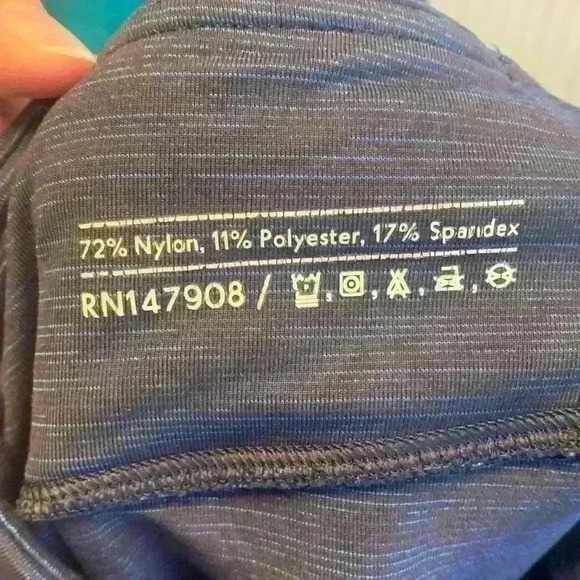 72% Nylon, 11% Polyester, 17% Spandex
RN147908 /